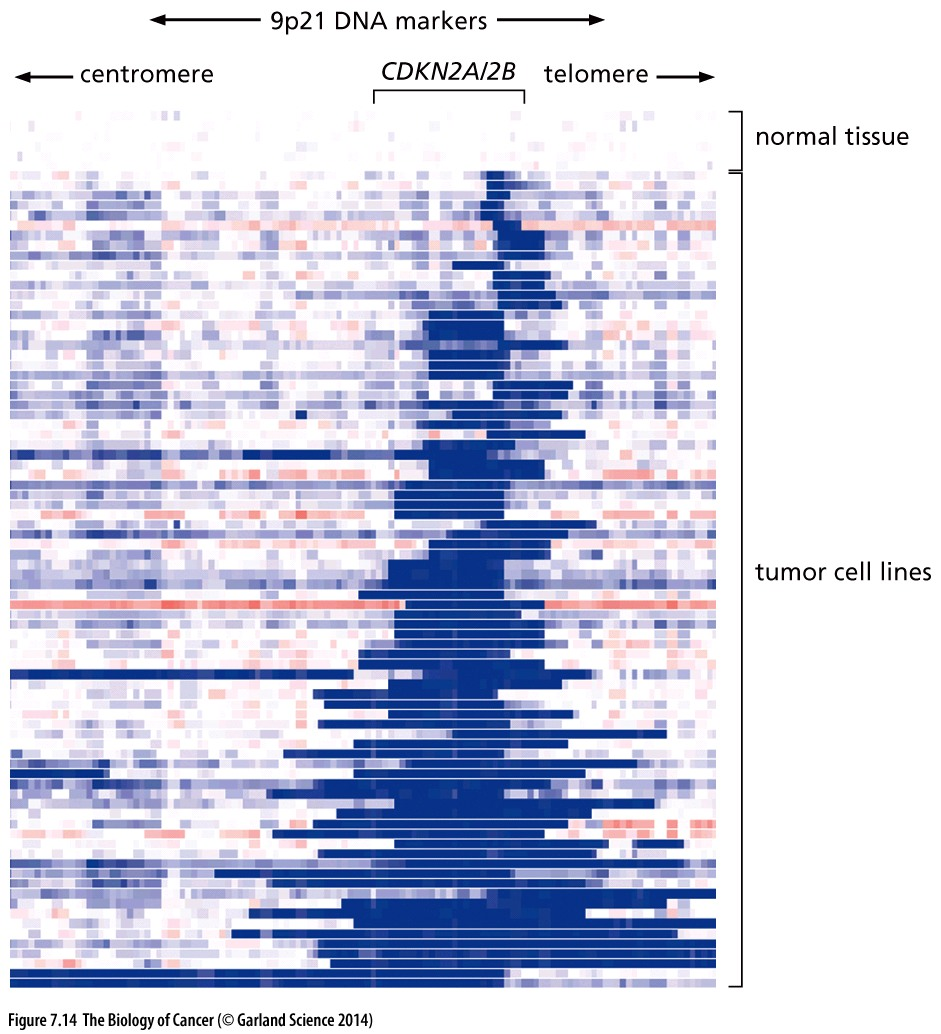 9p21 DNA markers
centromere CDKN2A/2B telomere
normal tissue
tumor cell lines
Figure 7.14 The Biology of Cancer (© Garland Science 2014)